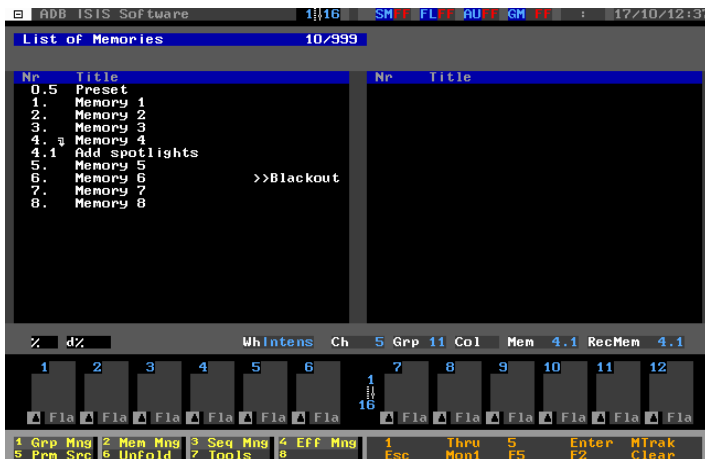 ADB ISIS Software 1 16 SMFF FLFF AUFF GM FF : 17/10/12:37
List of Memories 10/999
Nr Title Nr Title
0.5 Preset
1. Memory 1
2. Memory 2
3. Memory 3
4. Memory 4
4.1 Add spotlights
5. Memory 5
6. Memory 6 >>Blackout
7. Memory 7
8. Memory 8
% d% WhIntens Ch 5 Grp 11 Col Mem 4.1 RecMem 4.1
1 2 3 4 5 6 7 8 9 10 11 12
1
16
Fla Fla Fla Fla Fla Fla Fla Fla Fla Fla Fla Fla
1 Grp Mng 2 Mem Mng 3 Seq Mng 4 Eff Mng 1 Thru 5 Enter MTrak
5 Prm Src 6 Unfold 7 Tools 8 Esc Mon1 F5 F2 Clear